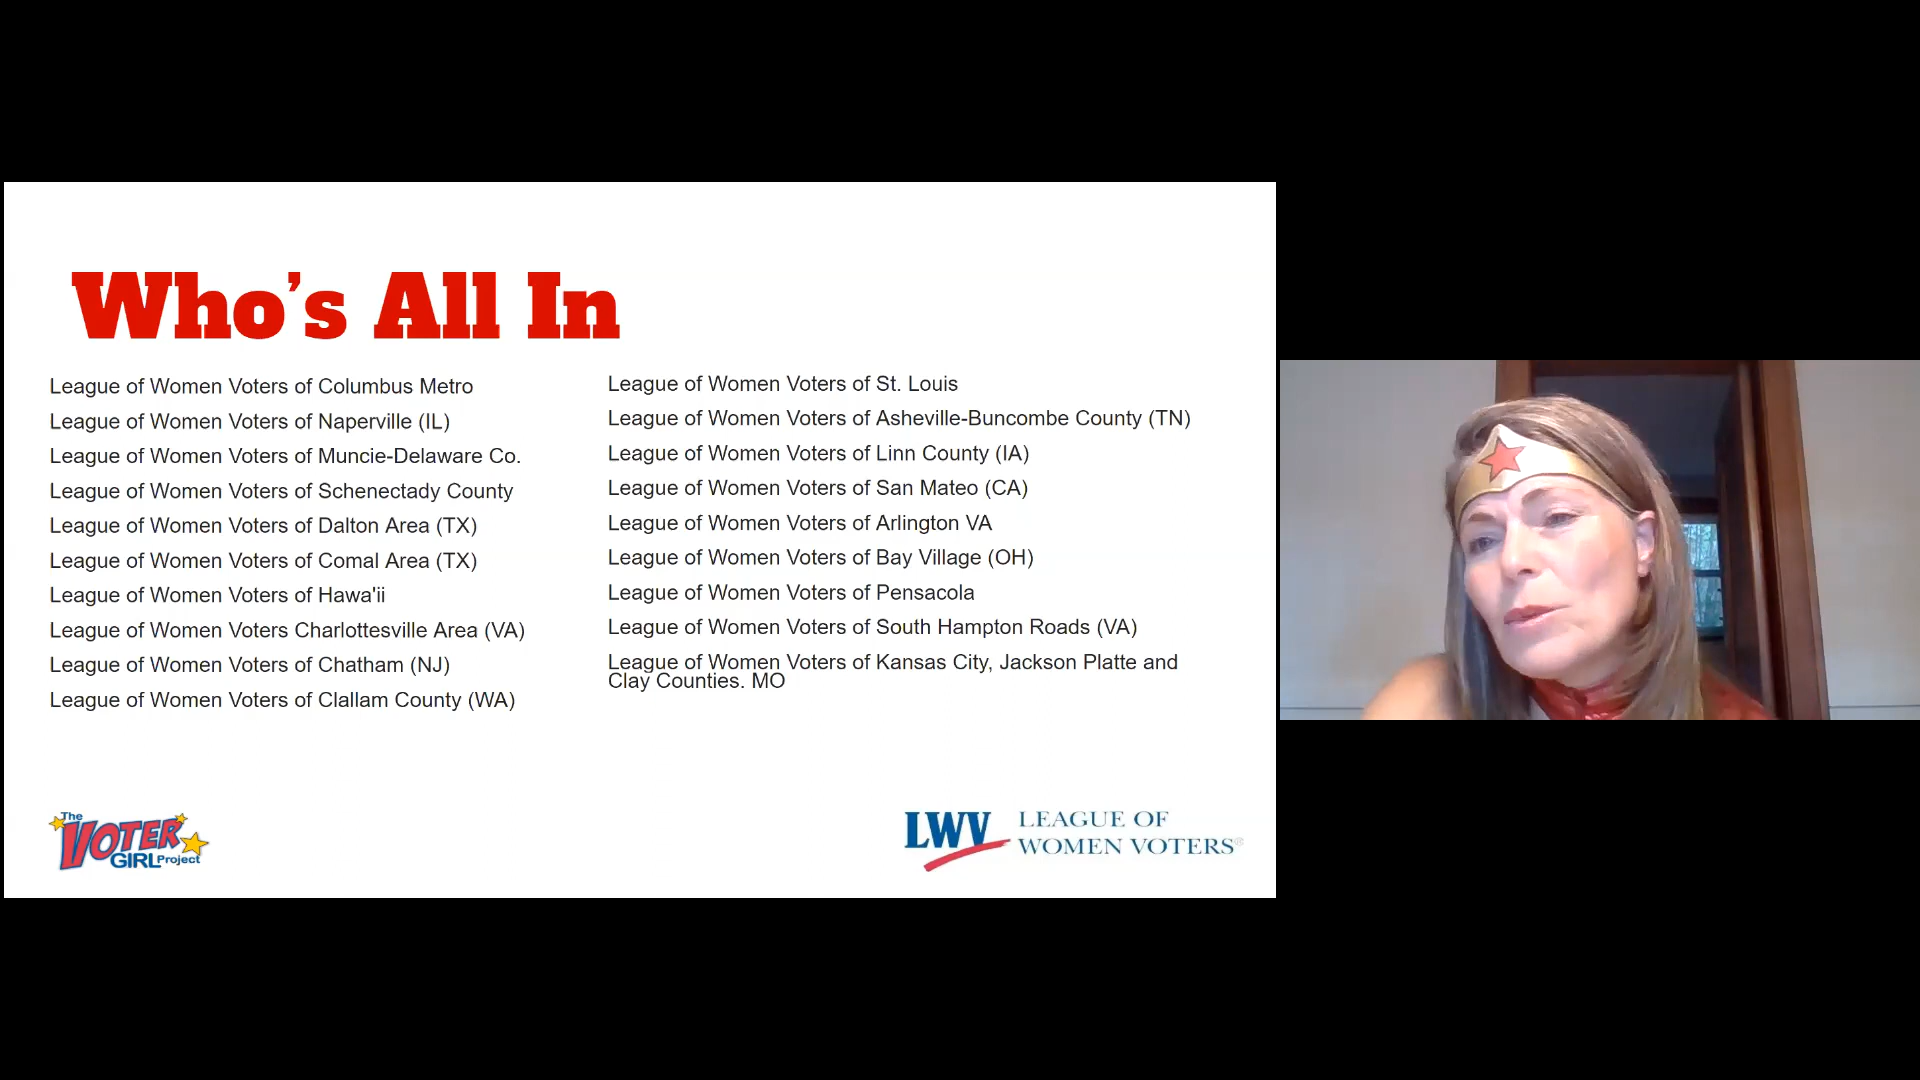 Who's All In
League of Women Voters of Columbus Metro
League of Women Voters of Naperville (IL)
League of Women Voters of Muncie-Delaware Co.
League of Women Voters of Schenectady County
League of Women Voters of Dalton Area (TX)
League of Women Voters of Comal Area (TX)
League of Women Voters of Hawa'ii
League of Women Voters Charlottesville Area (VA)
League of Women Voters of Chatham (NJ)
League of Women Voters of Clallam County (WA)
League of Women Voters of St. Louis
League of Women Voters of Asheville-Buncombe County (TN)
League of Women Voters of Linn County (IA)
League of Women Voters of San Mateo (CA)
League of Women Voters of Arlington VA
League of Women Voters of Bay Village (OH)
League of Women Voters of Pensacola
League of Women Voters of South Hampton Roads (VA)
League of Women Voters of Kansas City, Jackson Platte and
Clay Counties. MO
The
VOTER
GIRL Project
LWV
LEAGUE OF
WOMEN VOTERS®